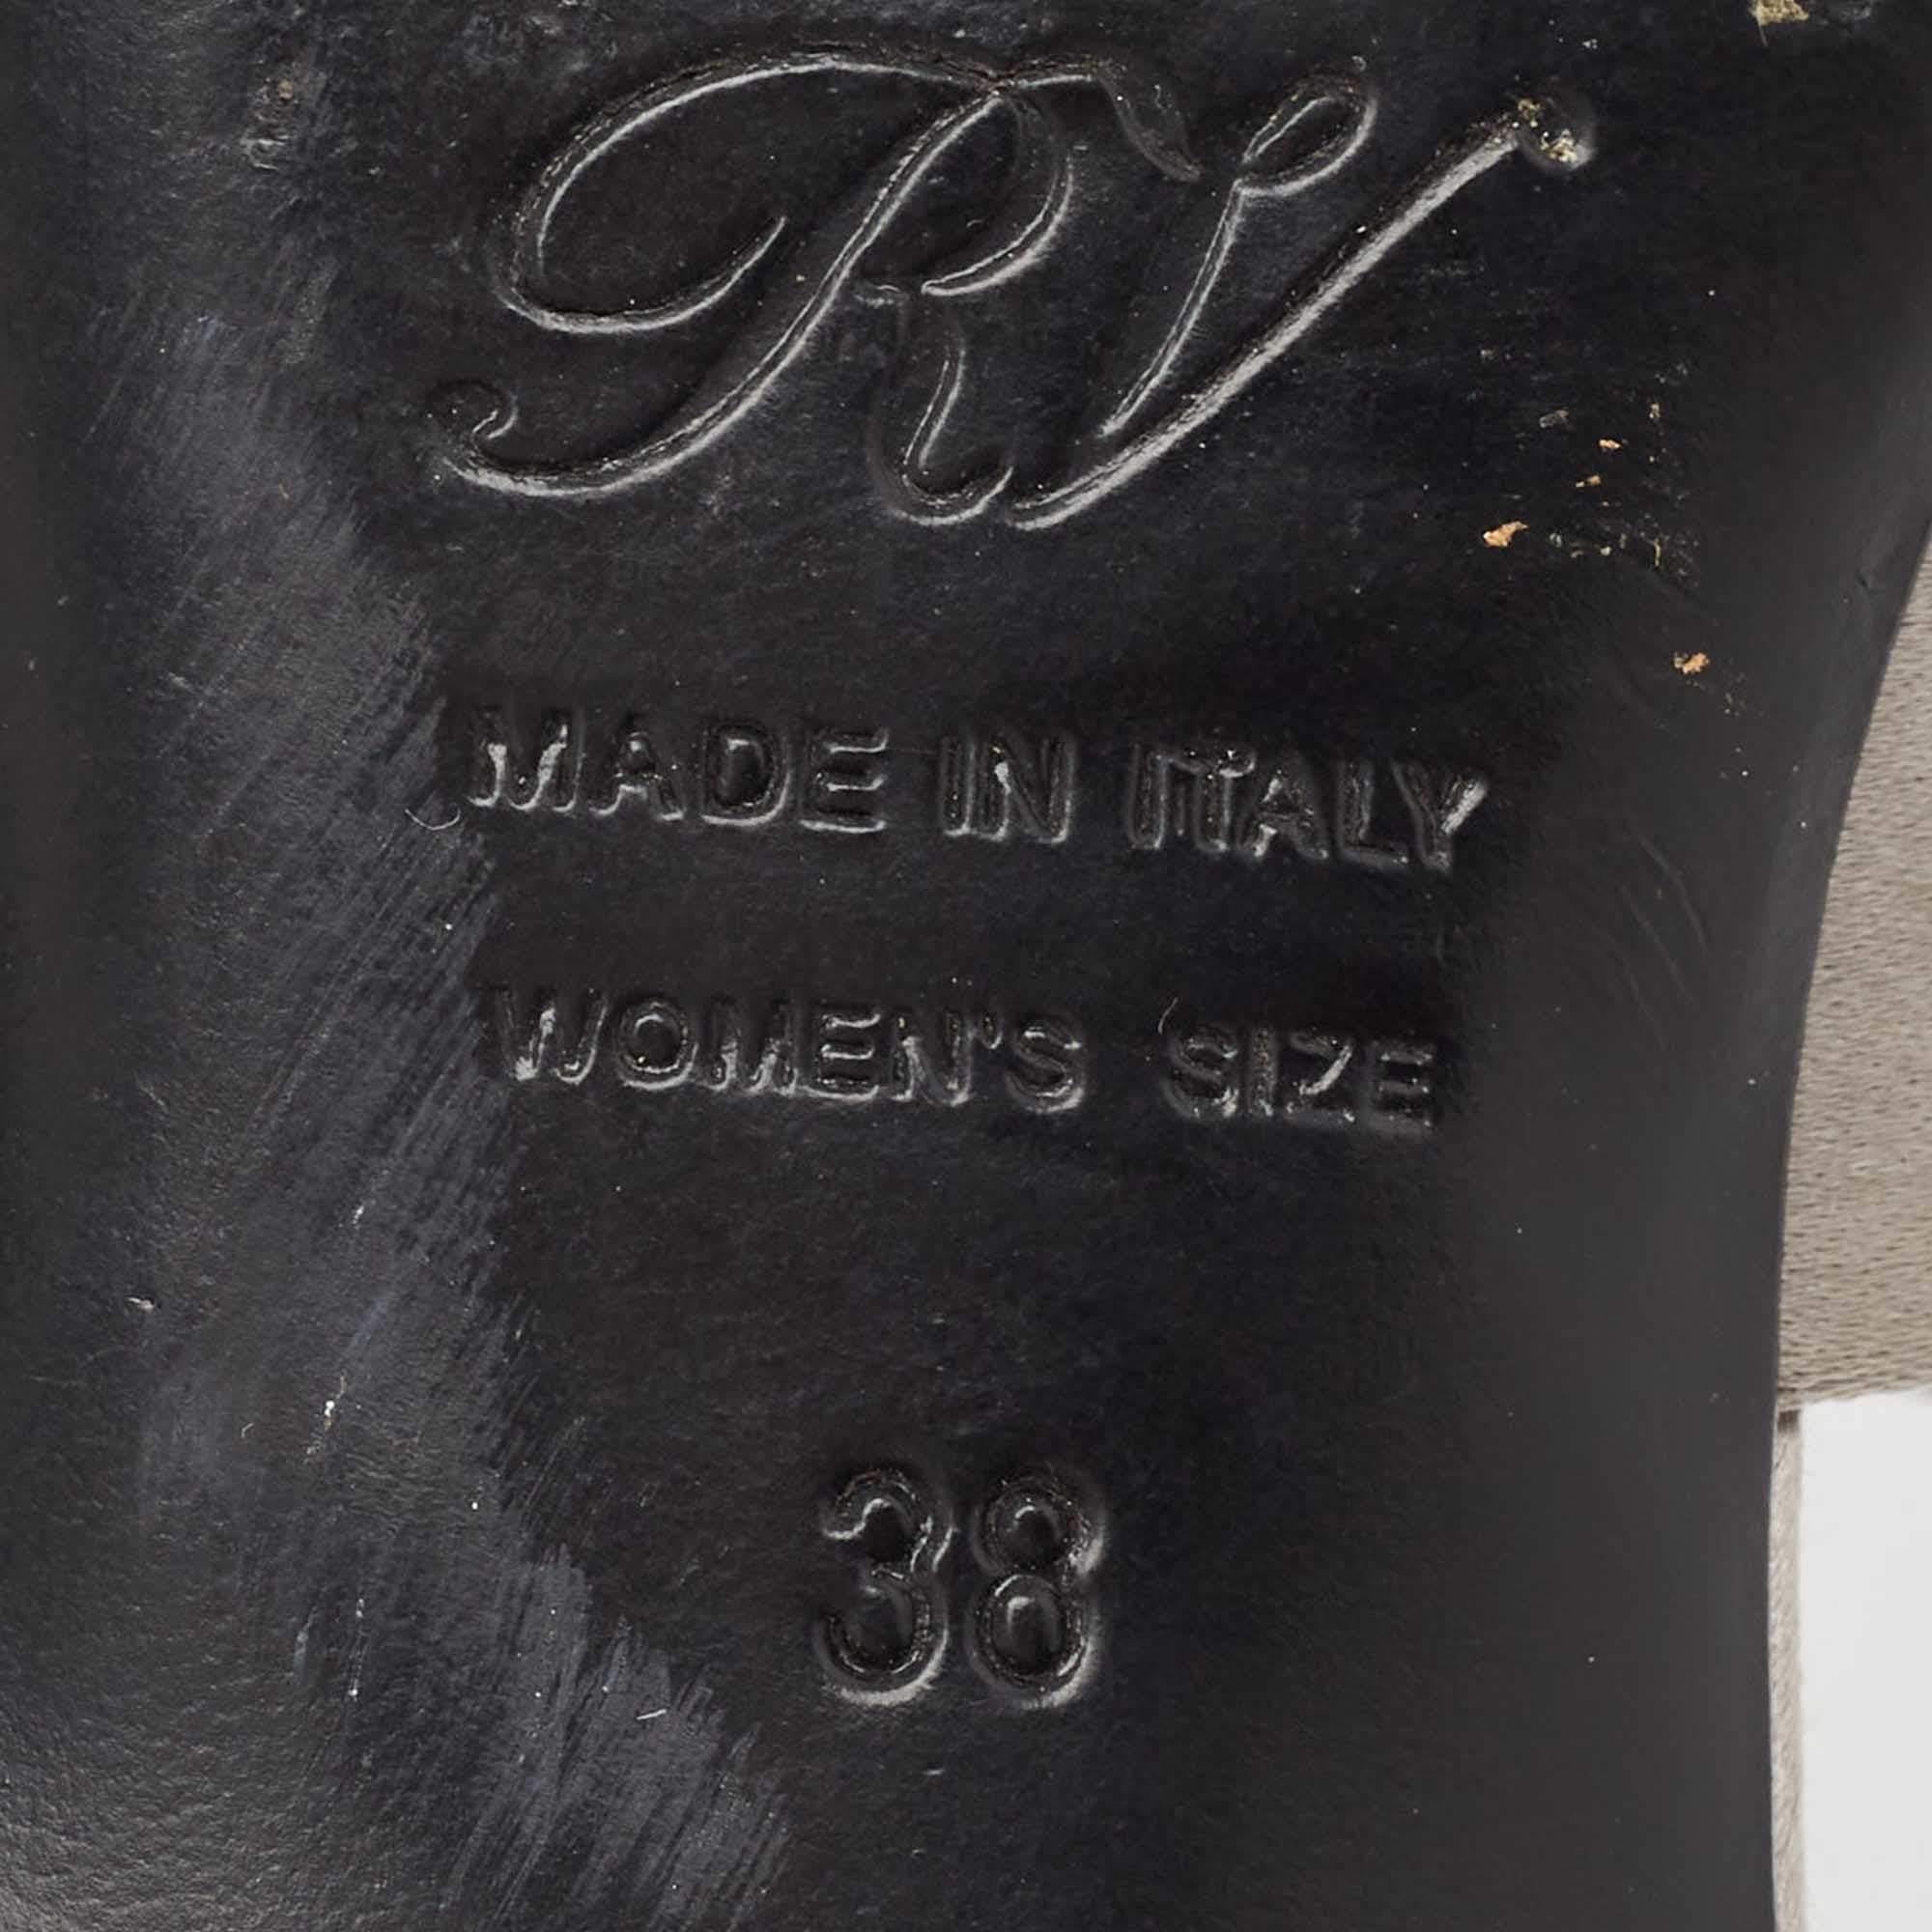 RV
MADE IN ITALY
WOMEN'S SIZE
38